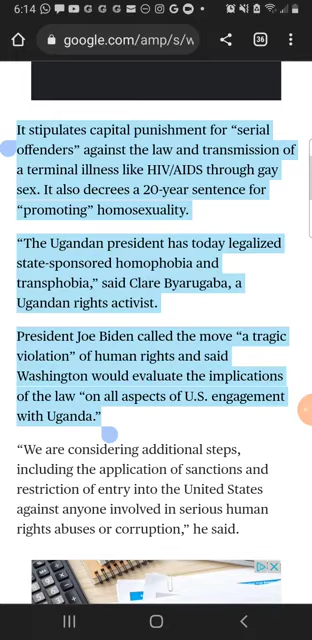 6:14
google.com/amp/s/w
36
It stipulates capital punishment for “serial
offenders” against the law and transmission of
a terminal illness like HIV/AIDS through gay
sex. It also decrees a 20-year sentence for
“promoting” homosexuality.
“The Ugandan president has today legalized
state-sponsored homophobia and
transphobia,” said Clare Byarugaba, a
Ugandan rights activist.
President Joe Biden called the move “a tragic
violation” of human rights and said
Washington would evaluate the implications
of the law “on all aspects of U.S. engagement
with Uganda.”
“We are considering additional steps,
including the application of sanctions and
restriction of entry into the United States
against anyone involved in serious human
rights abuses or corruption,” he said.